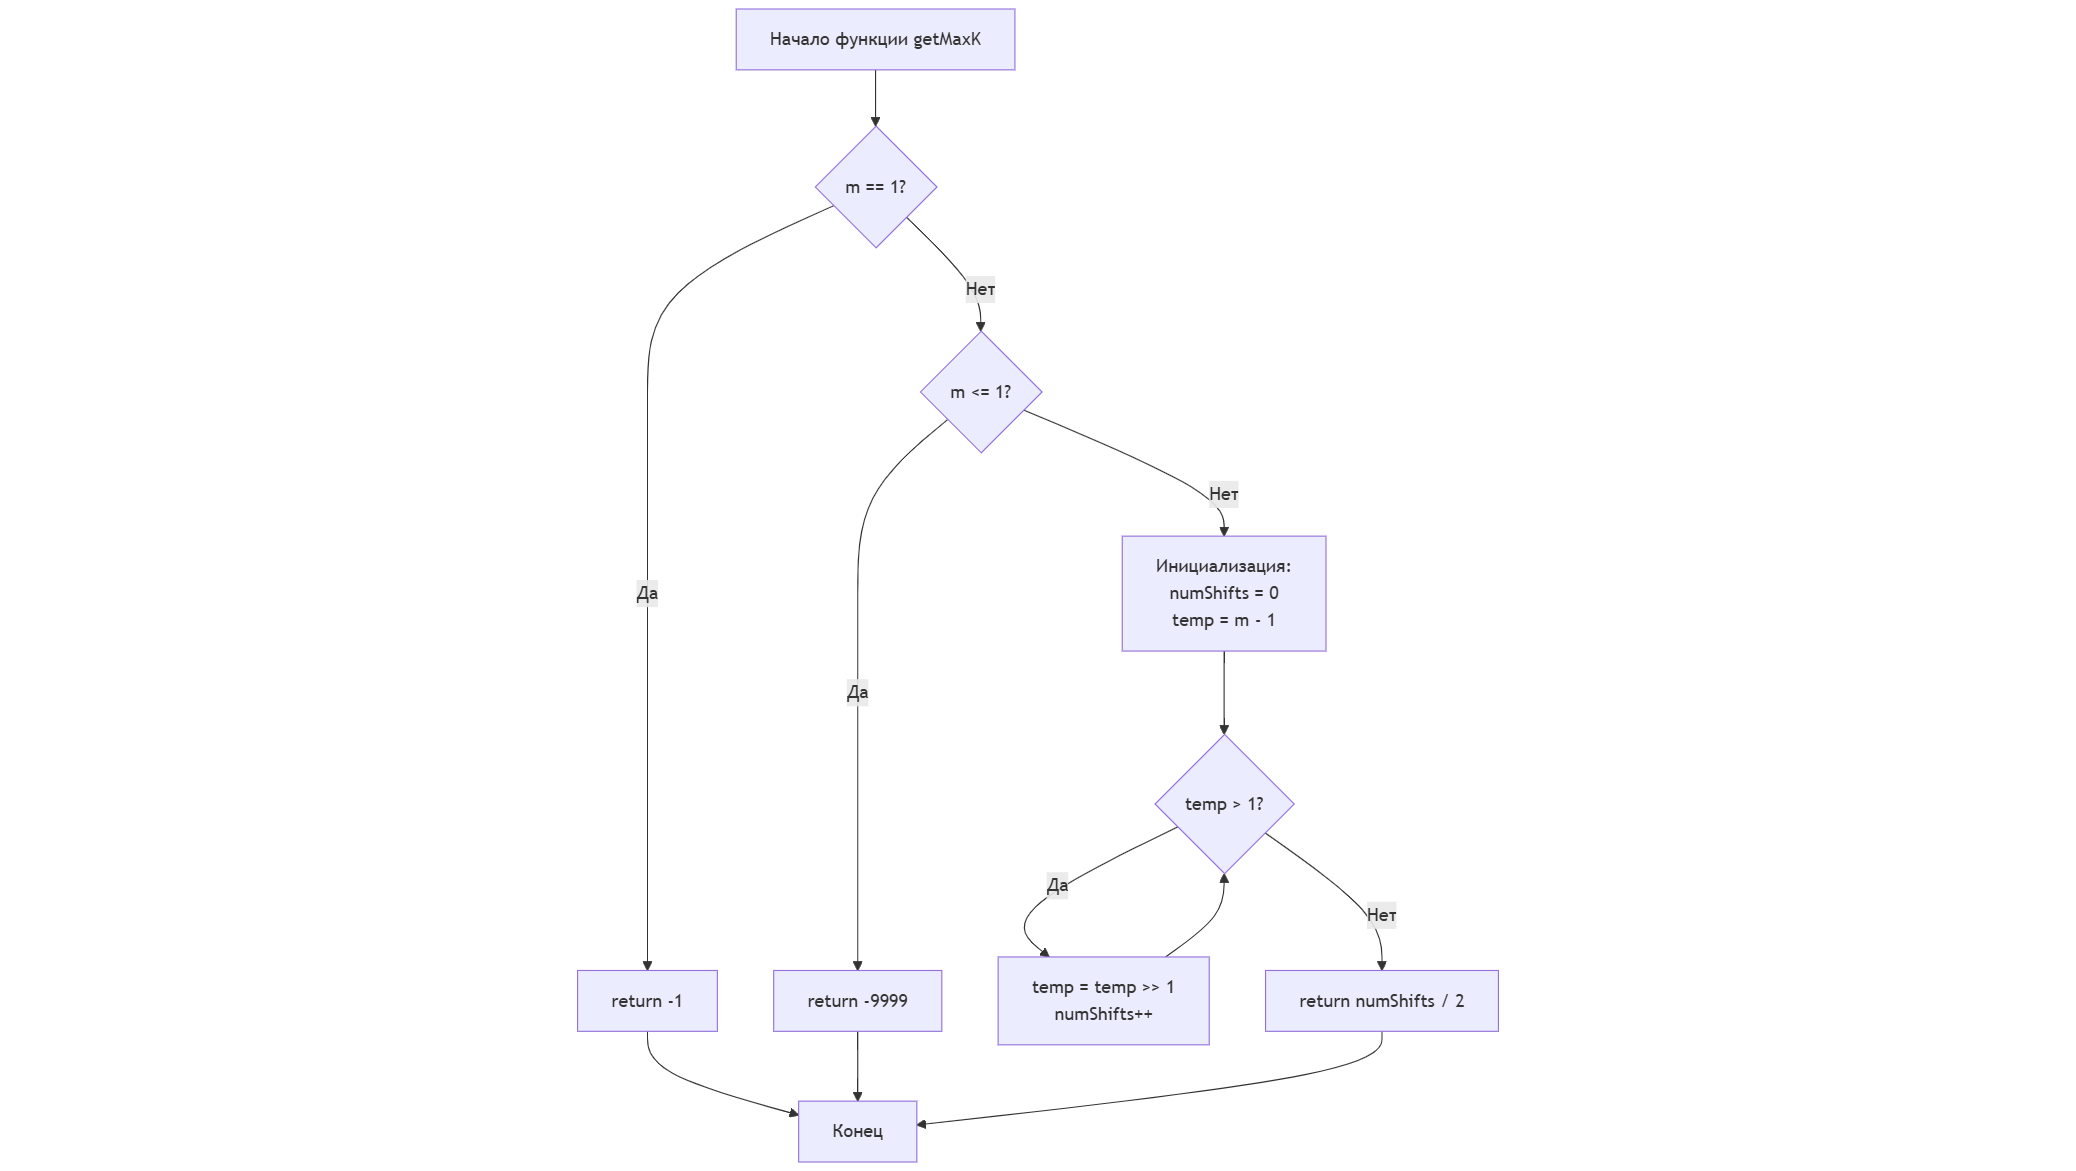 Начало функции getMaxK
m == 1?
Нет
m <= 1?
Нет
Инициализация:
numShifts = 0
temp = m - 1
Да
Да
temp > 1?
Да
Нет
return -1
return -9999
temp = temp >> 1
numShifts++
return numShifts / 2
Конец